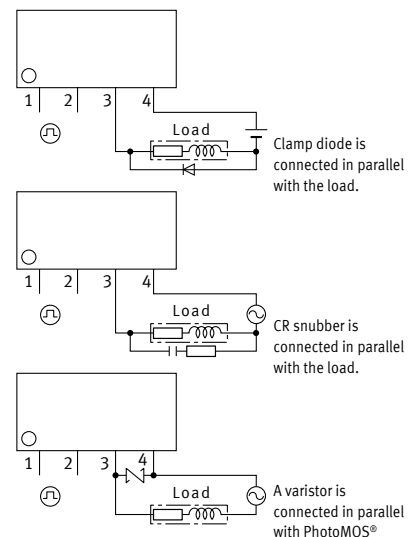 1 2 3 4
Load
Clamp diode is
connected in parallel
with the load.
1 2 3 4
Load
CR snubber is
connected in parallel
with the load.
1 2 3 4
Load
A varistor is
connected in parallel
with PhotoMOS®